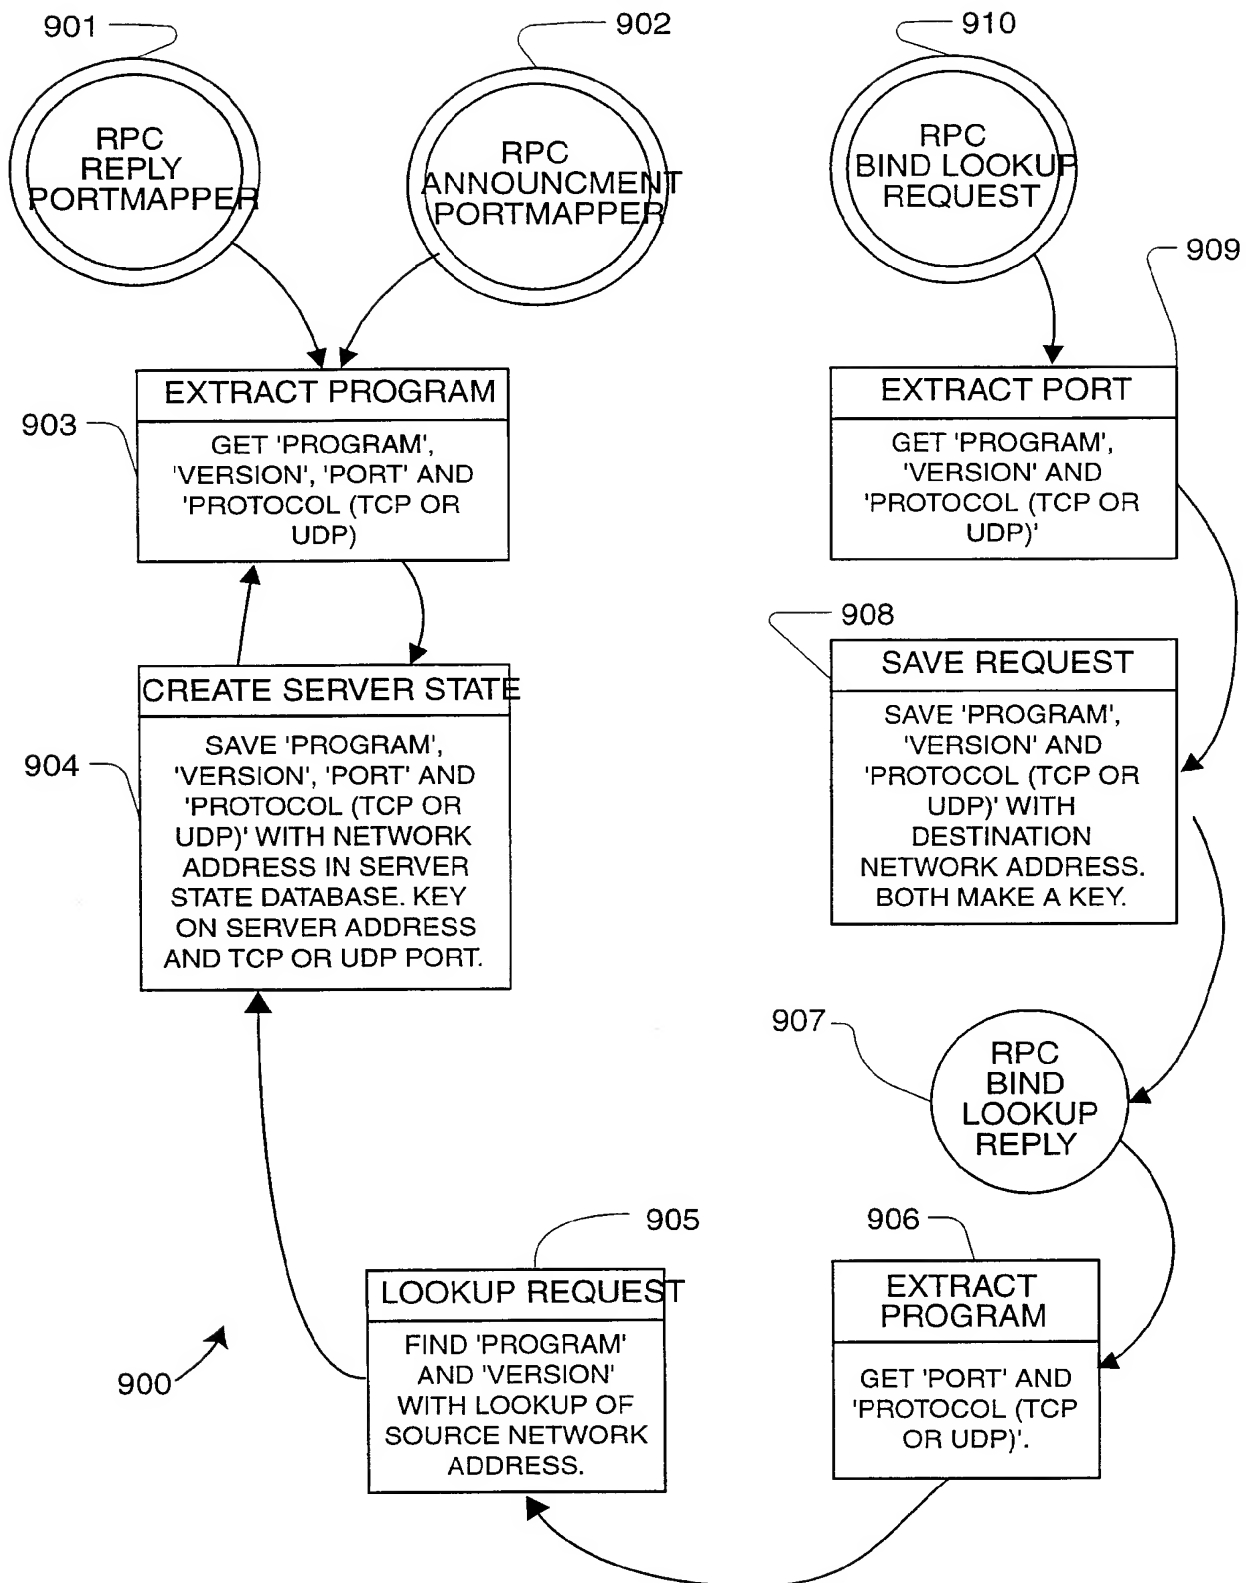 901
902
910
RPC
REPLY
PORTMAPPER
RPC
ANNOUNCMENT
PORTMAPPER
RPC
BIND LOOKUP
REQUEST
909
EXTRACT PROGRAM
903
GET 'PROGRAM',
'VERSION', 'PORT' AND
'PROTOCOL (TCP OR
UDP)
EXTRACT PORT
GET 'PROGRAM',
'VERSION' AND
'PROTOCOL (TCP OR
UDP)'
908
CREATE SERVER STATE
904
SAVE 'PROGRAM',
'VERSION', 'PORT' AND
'PROTOCOL (TCP OR
UDP)' WITH NETWORK
ADDRESS IN SERVER
STATE DATABASE. KEY
ON SERVER ADDRESS
AND TCP OR UDP PORT.
SAVE REQUEST
SAVE 'PROGRAM',
'VERSION' AND
'PROTOCOL (TCP OR
UDP)' WITH
DESTINATION
NETWORK ADDRESS.
BOTH MAKE A KEY.
907
RPC
BIND
LOOKUP
REPLY
905
906
LOOKUP REQUEST
FIND 'PROGRAM'
AND 'VERSION'
WITH LOOKUP OF
SOURCE NETWORK
ADDRESS.
EXTRACT
PROGRAM
GET 'PORT' AND
'PROTOCOL (TCP
OR UDP)'.
900